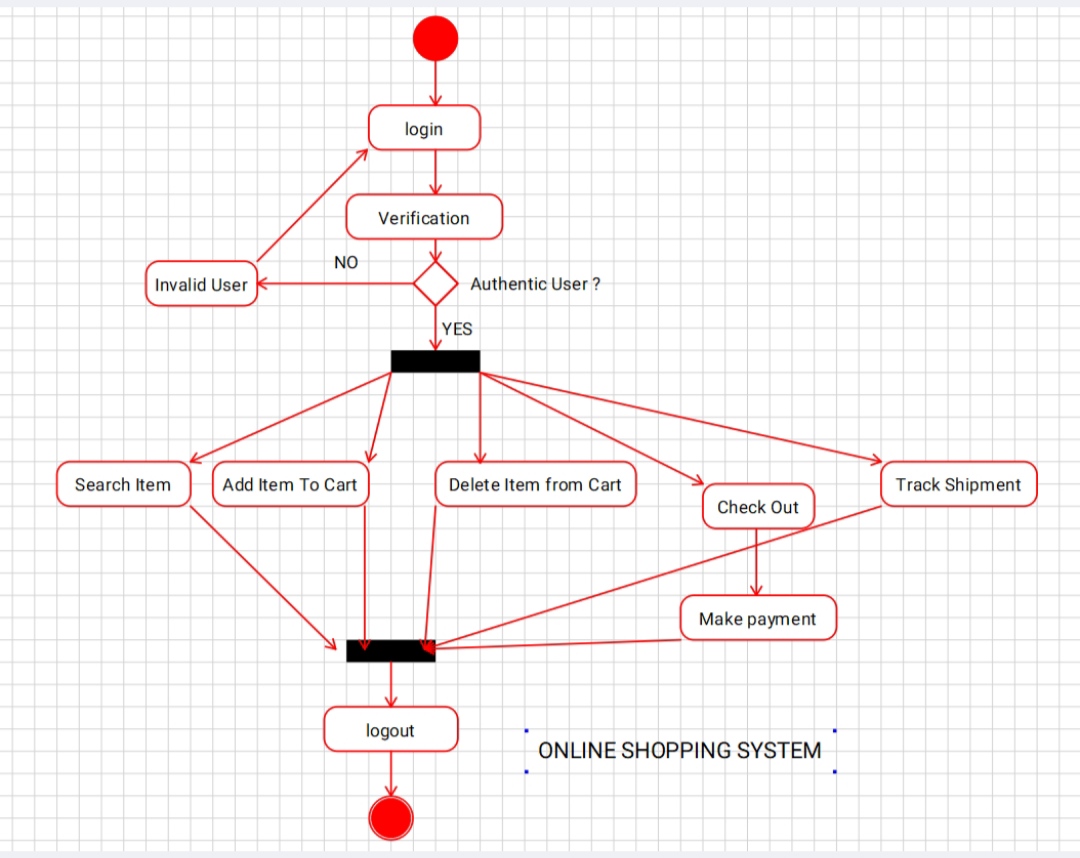 login
Verification
NO
Invalid User
Authentic User ?
YES
Search Item
Add Item To Cart
Delete Item from Cart
Check Out
Track Shipment
Make payment
logout
ONLINE SHOPPING SYSTEM